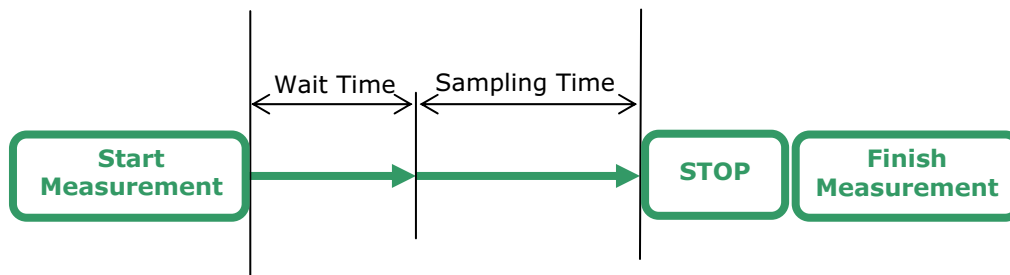 Wait Time
Sampling Time
Start
Measurement
STOP
Finish
Measurement